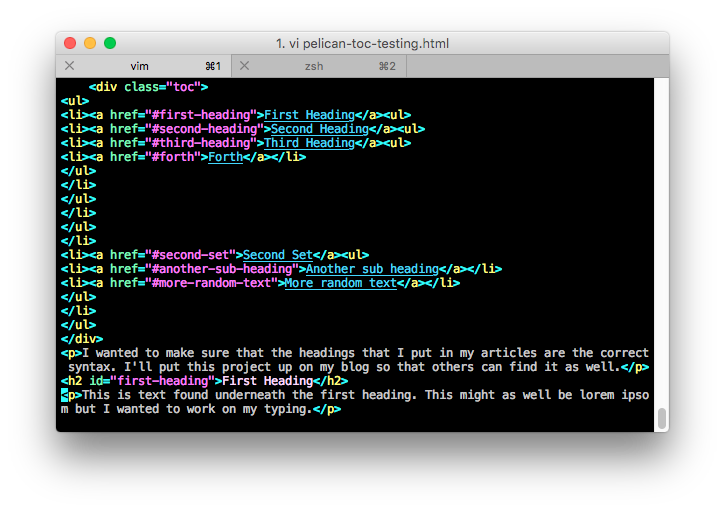 1. vi pelican-toc-testing.html
vim ⌘1 zsh ⌘2
<div class="toc">
<ul>
<li><a href="#first-heading">First Heading</a><ul>
<li><a href="#second-heading">Second Heading</a><ul>
<li><a href="#third-heading">Third Heading</a><ul>
<li><a href="#forth">Forth</a></li>
</ul>
</li>
</ul>
</li>
</ul>
</li>
<li><a href="#second-set">Second Set</a><ul>
<li><a href="#another-sub-heading">Another sub heading</a></li>
<li><a href="#more-random-text">More random text</a></li>
</ul>
</li>
</ul>
</div>
<p>I wanted to make sure that the headings that I put in my articles are the correct
syntax. I'll put this project up on my blog so that others can find it as well.</p>
<h2 id="first-heading">First Heading</h2>
<p>This is text found underneath the first heading. This might as well be lorem ipso
m but I wanted to work on my typing.</p>